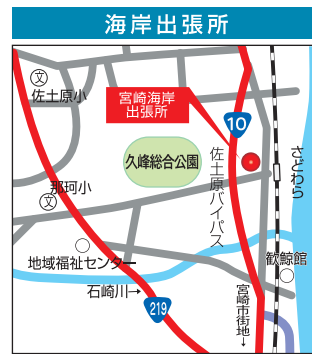 海岸出張所
文
佐土原小
宮崎海岸
出張所
10
久峰総合公園
佐土原バイパス
さどわら
那珂小
文
地域福祉センター
歓鯨館
石崎川→
219
宮崎市街地→